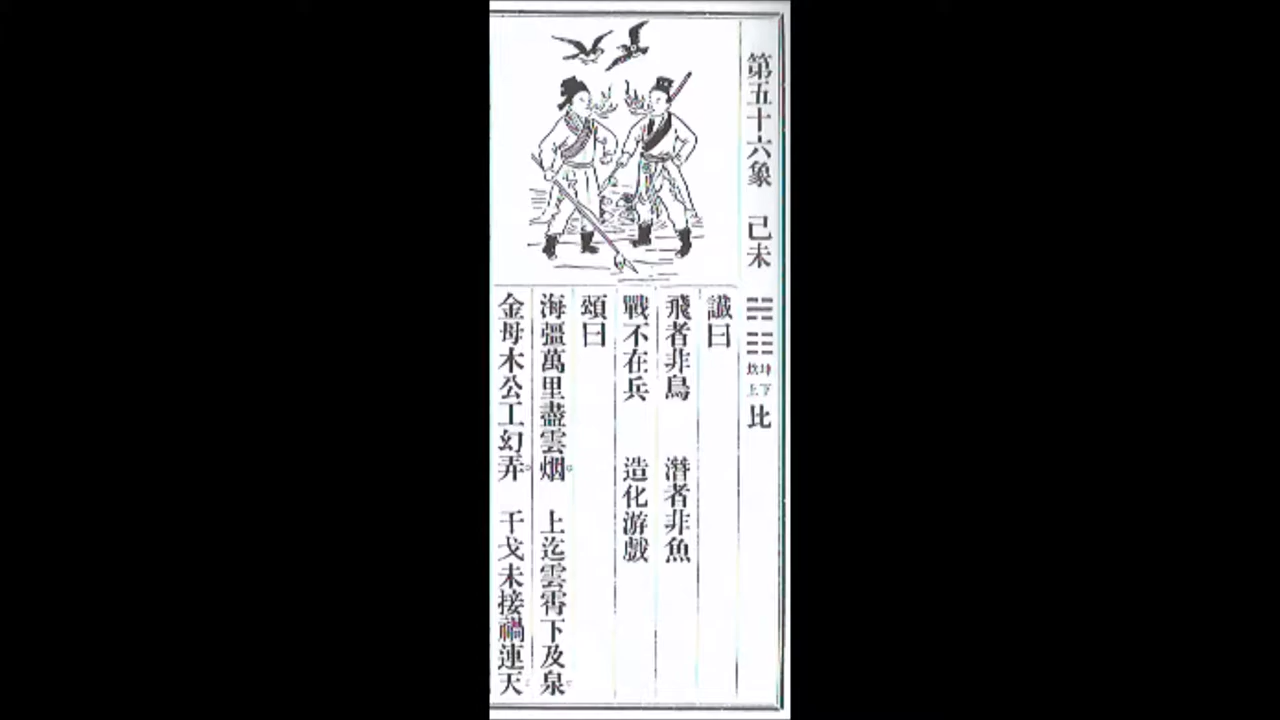 第五十六象 己未 坎上坤下 比
讖曰
飛者非鳥 潛者非魚
戰不在兵 造化游戲
頌曰
海疆萬里盡雲烟。 上迄雲霄下及泉。
金母木公工幻弄。 干戈未接禍連天。